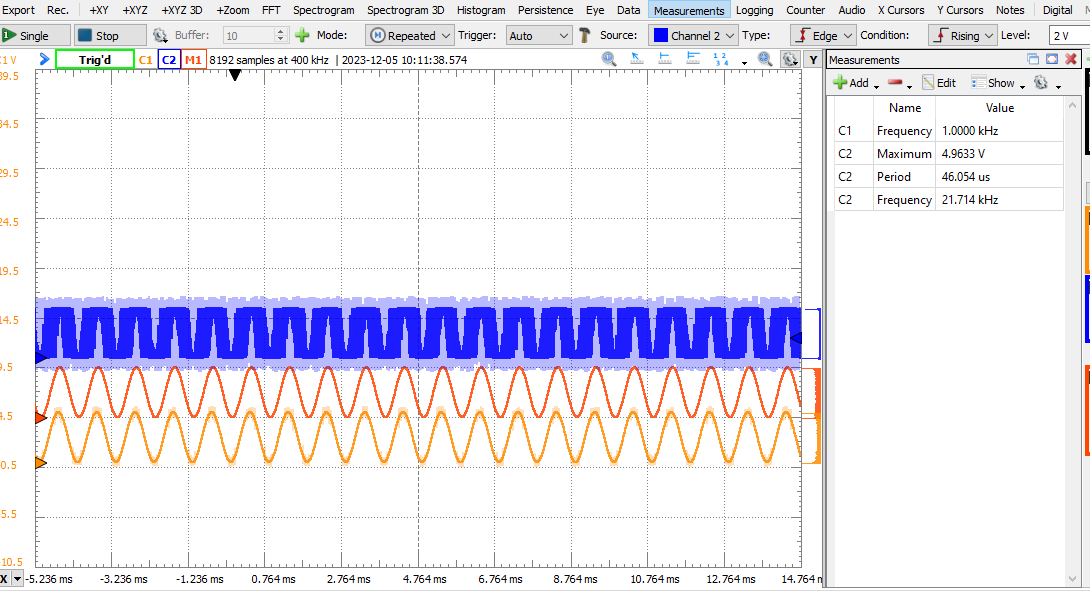 Export Rec. +XY +XYZ +XYZ 3D +Zoom FFT Spectrogram Spectrogram 3D Histogram Persistence Eye Data Measurements Logging Counter Audio X Cursors Y Cursors Notes Digital
Single Stop Buffer: 10 Mode: Repeated Trigger: Auto Source: Channel 2 Type: Edge Condition: Rising Level: 2 V
C1 V Trig'd C1 C2 M1 8192 samples at 400 kHz | 2023-12-05 10:11:38.574 1 2 3 4 Y
39.5
34.5
29.5
24.5
19.5
14.5
9.5
4.5
-0.5
-5.5
-10.5
X -5.236 ms -3.236 ms -1.236 ms 0.764 ms 2.764 ms 4.764 ms 6.764 ms 8.764 ms 10.764 ms 12.764 ms 14.764 m
Measurements
Add Edit Show
Name Value
C1 Frequency 1.0000 kHz
C2 Maximum 4.9633 V
C2 Period 46.054 us
C2 Frequency 21.714 kHz